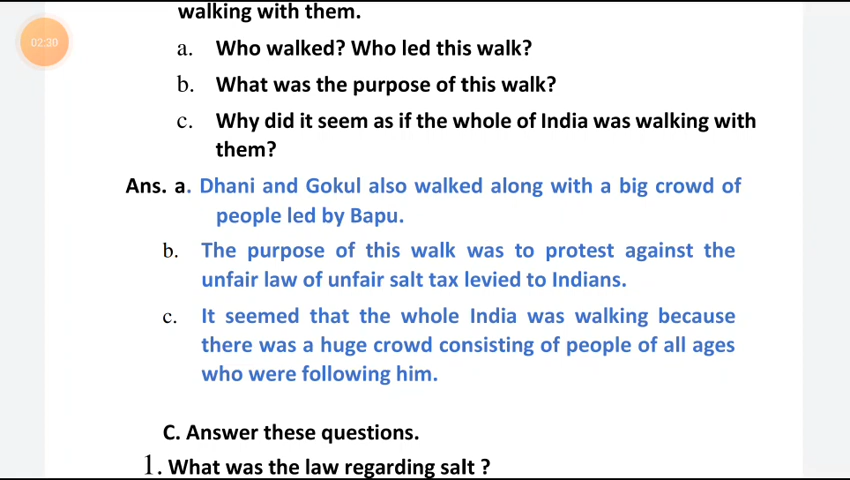 walking with them.
02:30
a. Who walked? Who led this walk?
b. What was the purpose of this walk?
c. Why did it seem as if the whole of India was walking with
them?
Ans. a. Dhani and Gokul also walked along with a big crowd of
people led by Bapu.
b. The purpose of this walk was to protest against the
unfair law of unfair salt tax levied to Indians.
c. It seemed that the whole India was walking because
there was a huge crowd consisting of people of all ages
who were following him.
C. Answer these questions.
1. What was the law regarding salt ?